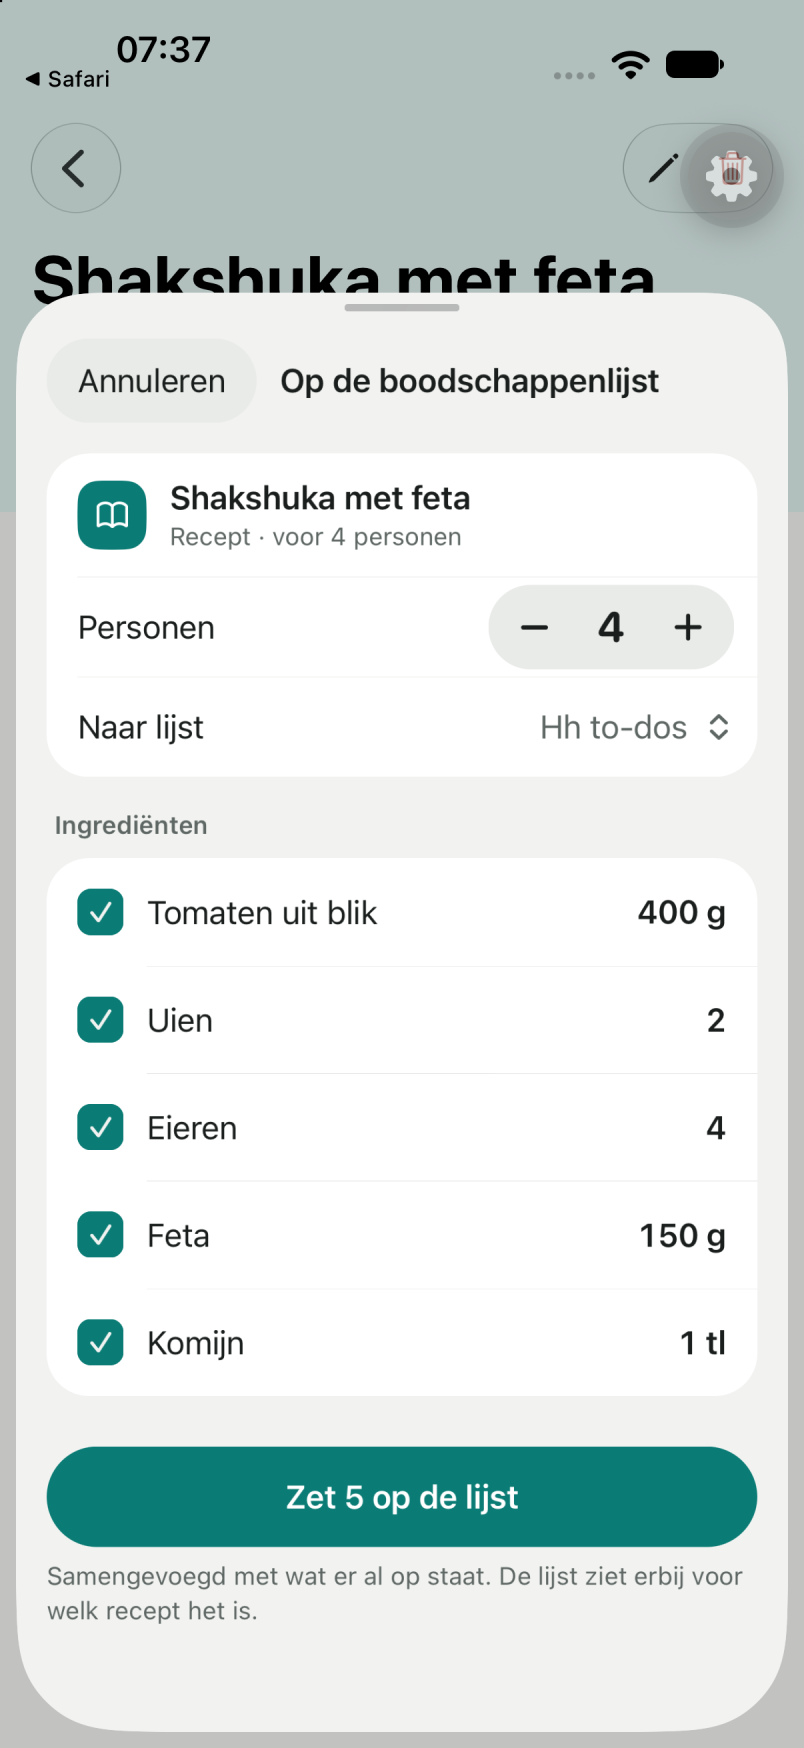 07:37
◀ Safari
Shakshuka met feta
Annuleren
Op de boodschappenlijst
Shakshuka met feta
Recept · voor 4 personen
Personen
− 4 +
Naar lijst
Hh to-dos
Ingrediënten
Tomaten uit blik 400 g
Uien 2
Eieren 4
Feta 150 g
Komijn 1 tl
Zet 5 op de lijst
Samengevoegd met wat er al op staat. De lijst ziet erbij voor
welk recept het is.